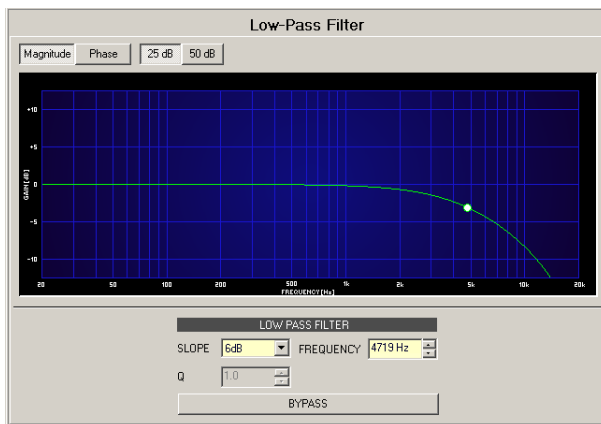 Low-Pass Filter
Magnitude Phase 25 dB 50 dB
+10
+5
0
-5
-10
GAIN[dB]
20 50 100 200 500 1k 2k 5k 10k 20k
FREQUENCY[Hz]
LOW PASS FILTER
SLOPE 6dB FREQUENCY 4719 Hz
Q 1.0
BYPASS